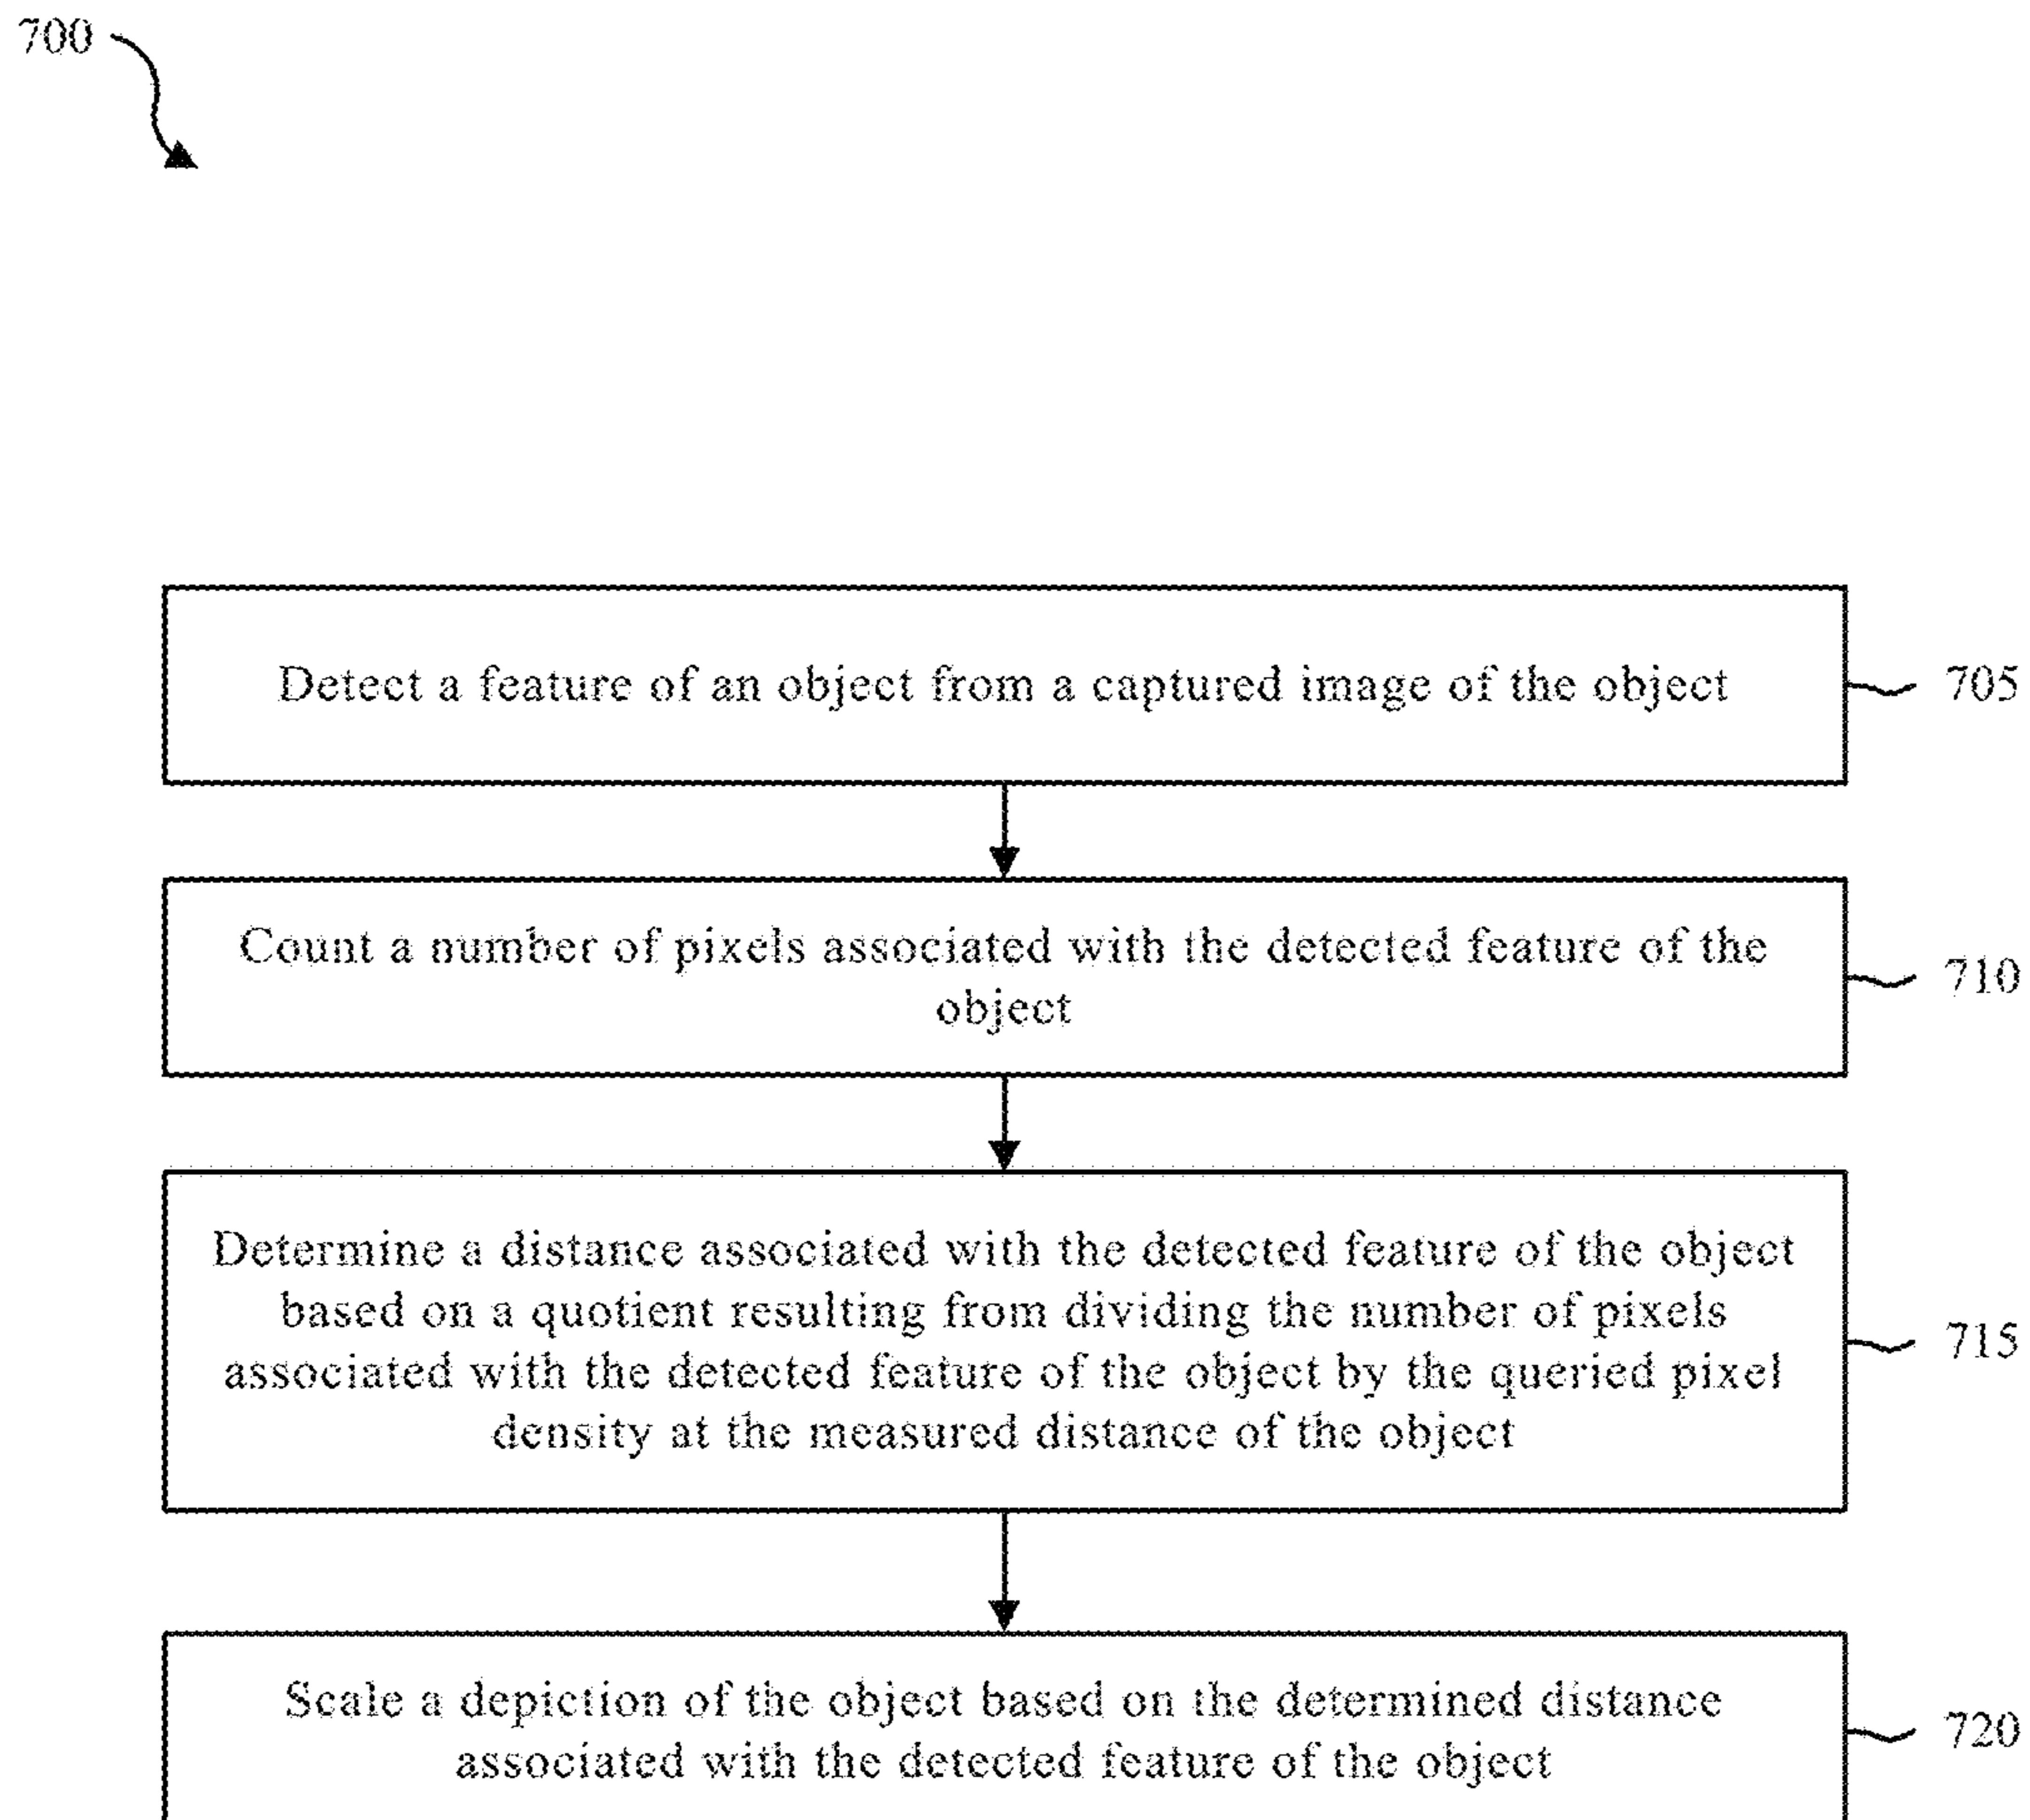 700
Detect a feature of an object from a captured image of the object
705
Count a number of pixels associated with the detected feature of the
object
710
Determine a distance associated with the detected feature of the object
based on a quotient resulting from dividing the number of pixels
associated with the detected feature of the object by the queried pixel
density at the measured distance of the object
715
Scale a depiction of the object based on the determined distance
associated with the detected feature of the object
720